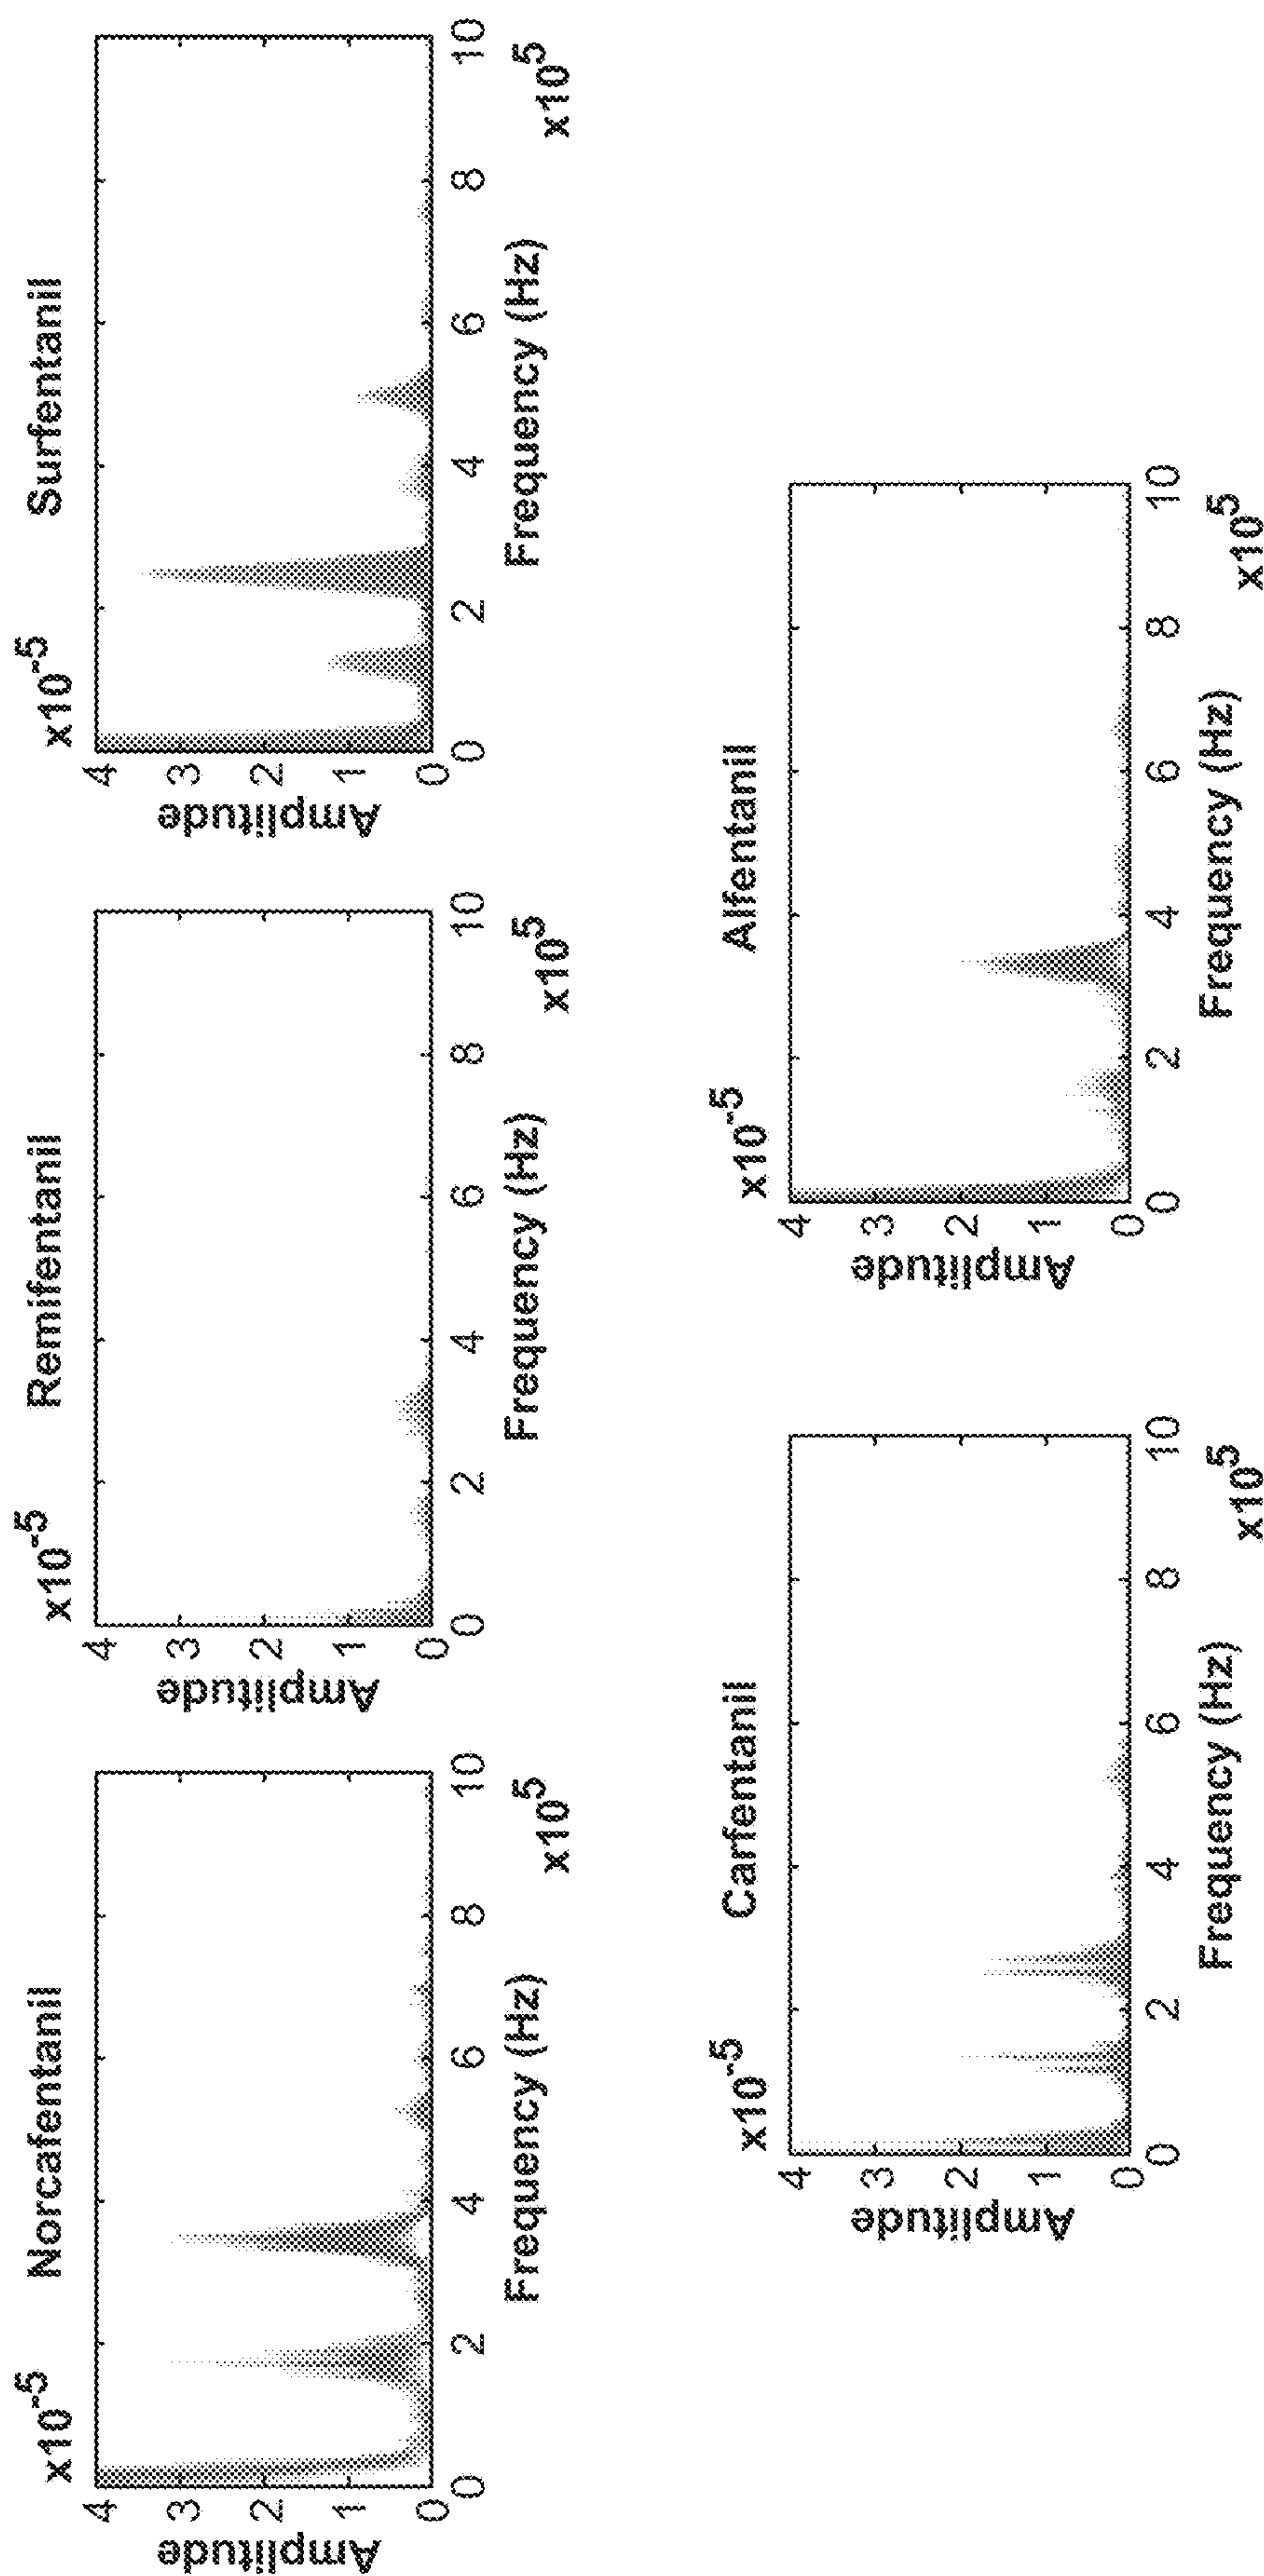 Norcafentanil
x10-5
Amplitude
4
3
2
1
0
0 2 4 6 8 10
Frequency (Hz)
x10^5
Remifentanil
x10-5
Amplitude
4
3
2
1
0
0 2 4 6 8 10
Frequency (Hz)
x10^5
Surfentanil
x10-5
Amplitude
4
3
2
1
0
0 2 4 6 8 10
Frequency (Hz)
x10^5
Carfentanil
x10-5
Amplitude
4
3
2
1
0
0 2 4 6 8 10
Frequency (Hz)
x10^5
Alfentanil
x10-5
Amplitude
4
3
2
1
0
0 2 4 6 8 10
Frequency (Hz)
x10^5